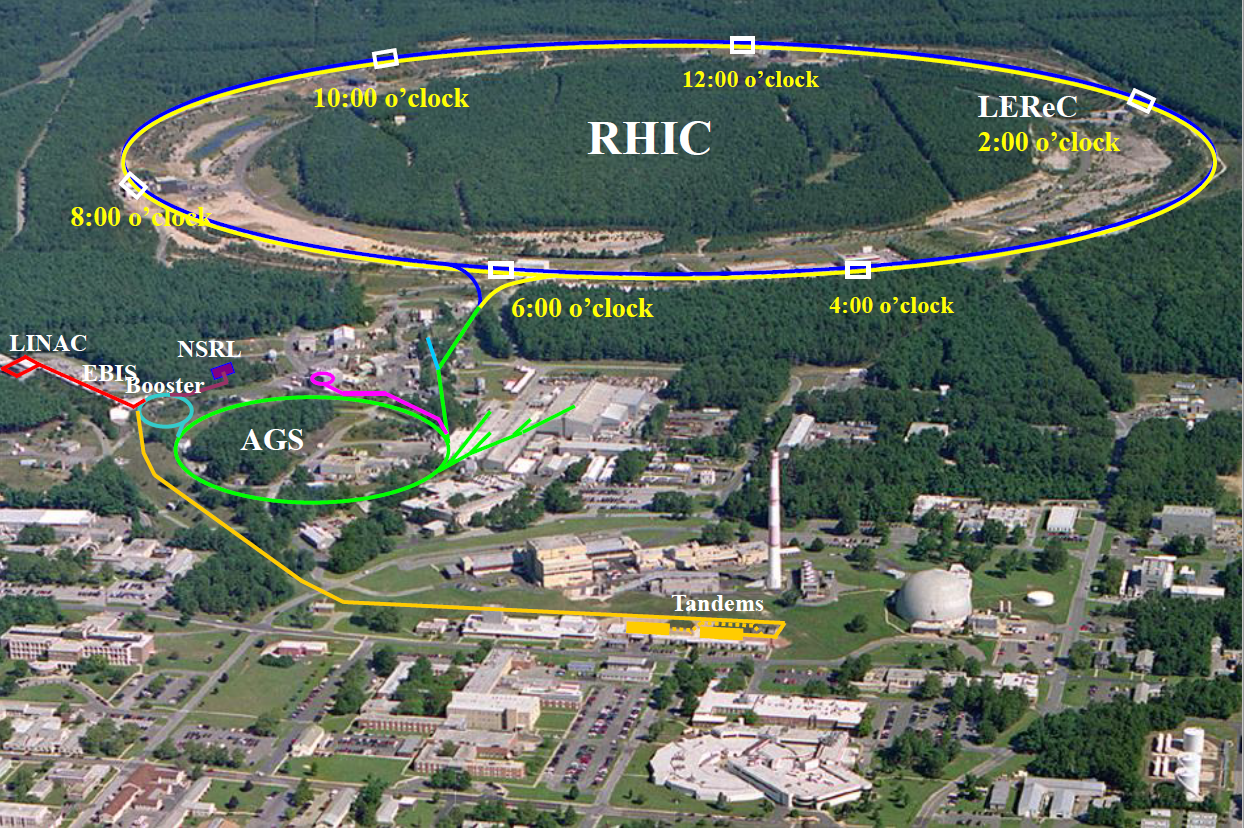 12:00 o’clock
10:00 o’clock
LEReC
2:00 o’clock
RHIC
8:00 o’clock
6:00 o’clock
4:00 o’clock
LINAC
NSRL
EBIS
Booster
AGS
Tandems